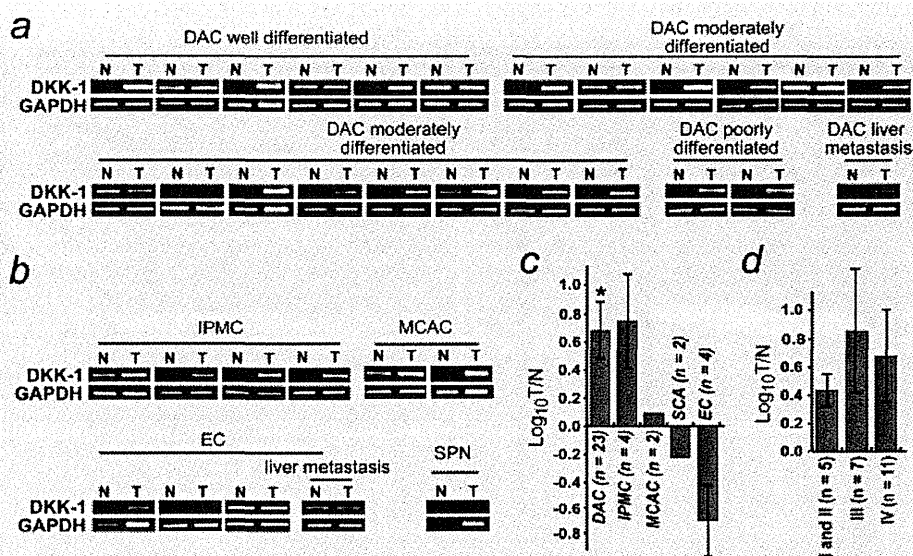 a
DAC well differentiated
DAC moderately
differentiated
N T N T N T N T N T N T N T N T N T N T N T N T
DKK-1
GAPDH
DAC moderately
differentiated
DAC poorly
differentiated
DAC liver
metastasis
N T N T N T N T N T N T N T N T N T N T N T
DKK-1
GAPDH
b
IPMC
MCAC
N T N T N T N T N T N T
DKK-1
GAPDH
EC
liver metastasis
SPN
N T N T N T N T N T
DKK-1
GAPDH
c
Log10T/N
1.0
0.8
0.6
0.4
0.2
0
-0.2
-0.4
-0.6
-0.8
*
DAC (n = 23)
IPMC (n = 4)
MCAC (n = 2)
SCA (n = 2)
EC (n = 4)
d
Log10T/N
1.0
0.8
0.6
0.4
0.2
0
and II (n = 5)
III (n = 7)
IV (n = 11)